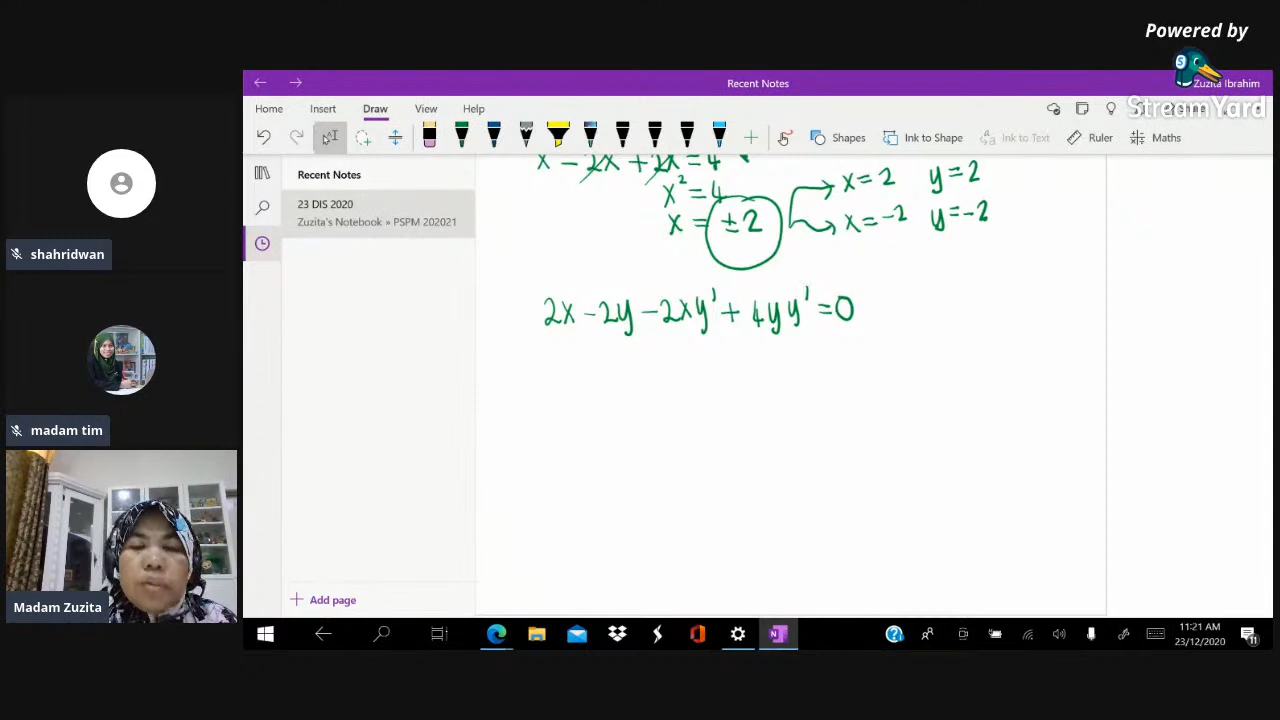 Powered by
StreamYard
Recent Notes
Zuzita Ibrahim
Home Insert Draw View Help
Shapes Ink to Shape Ink to Text Ruler Maths
Recent Notes
23 DIS 2020
Zuzita's Notebook » PSPM 202021
x² = 4
x = ±2
x = 2 y = 2
x = -2 y = -2
2x - 2y - 2xy' + 4yy' = 0
shahridwan
madam tim
Madam Zuzita
Add page
11:21 AM
23/12/2020